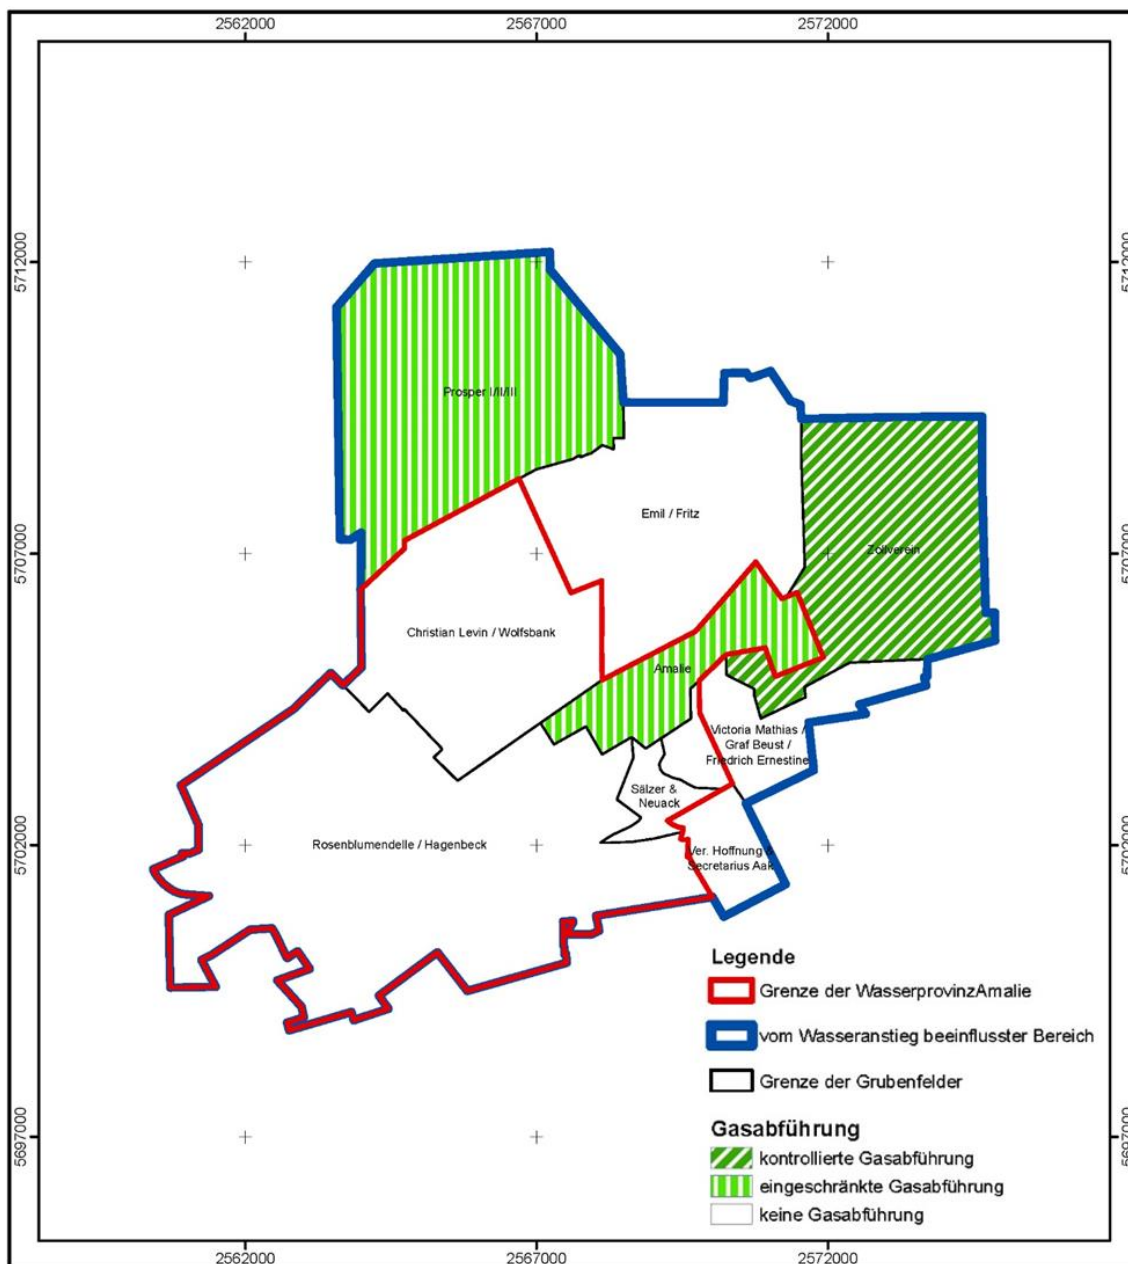 2562000 2567000 2572000
5712000 5712000
Prosper I/II/III
Emil / Fritz
5707000 5707000
Zollverein
Christian Levin / Wolfsbank
Amalie
Victoria Mathias /
Graf Beust /
Friedrich Ernestine
Sälzer &
Neuack
5702000 5702000
Rosenblumendelle / Hagenbeck
Ver. Hoffnung &
Secretarius Aak
Legende
Grenze der WasserprovinzAmalie
vom Wasseranstieg beeinflusster Bereich
Grenze der Grubenfelder
Gasabführung
5697000 5697000
kontrollierte Gasabführung
eingeschränkte Gasabführung
keine Gasabführung
2562000 2567000 2572000